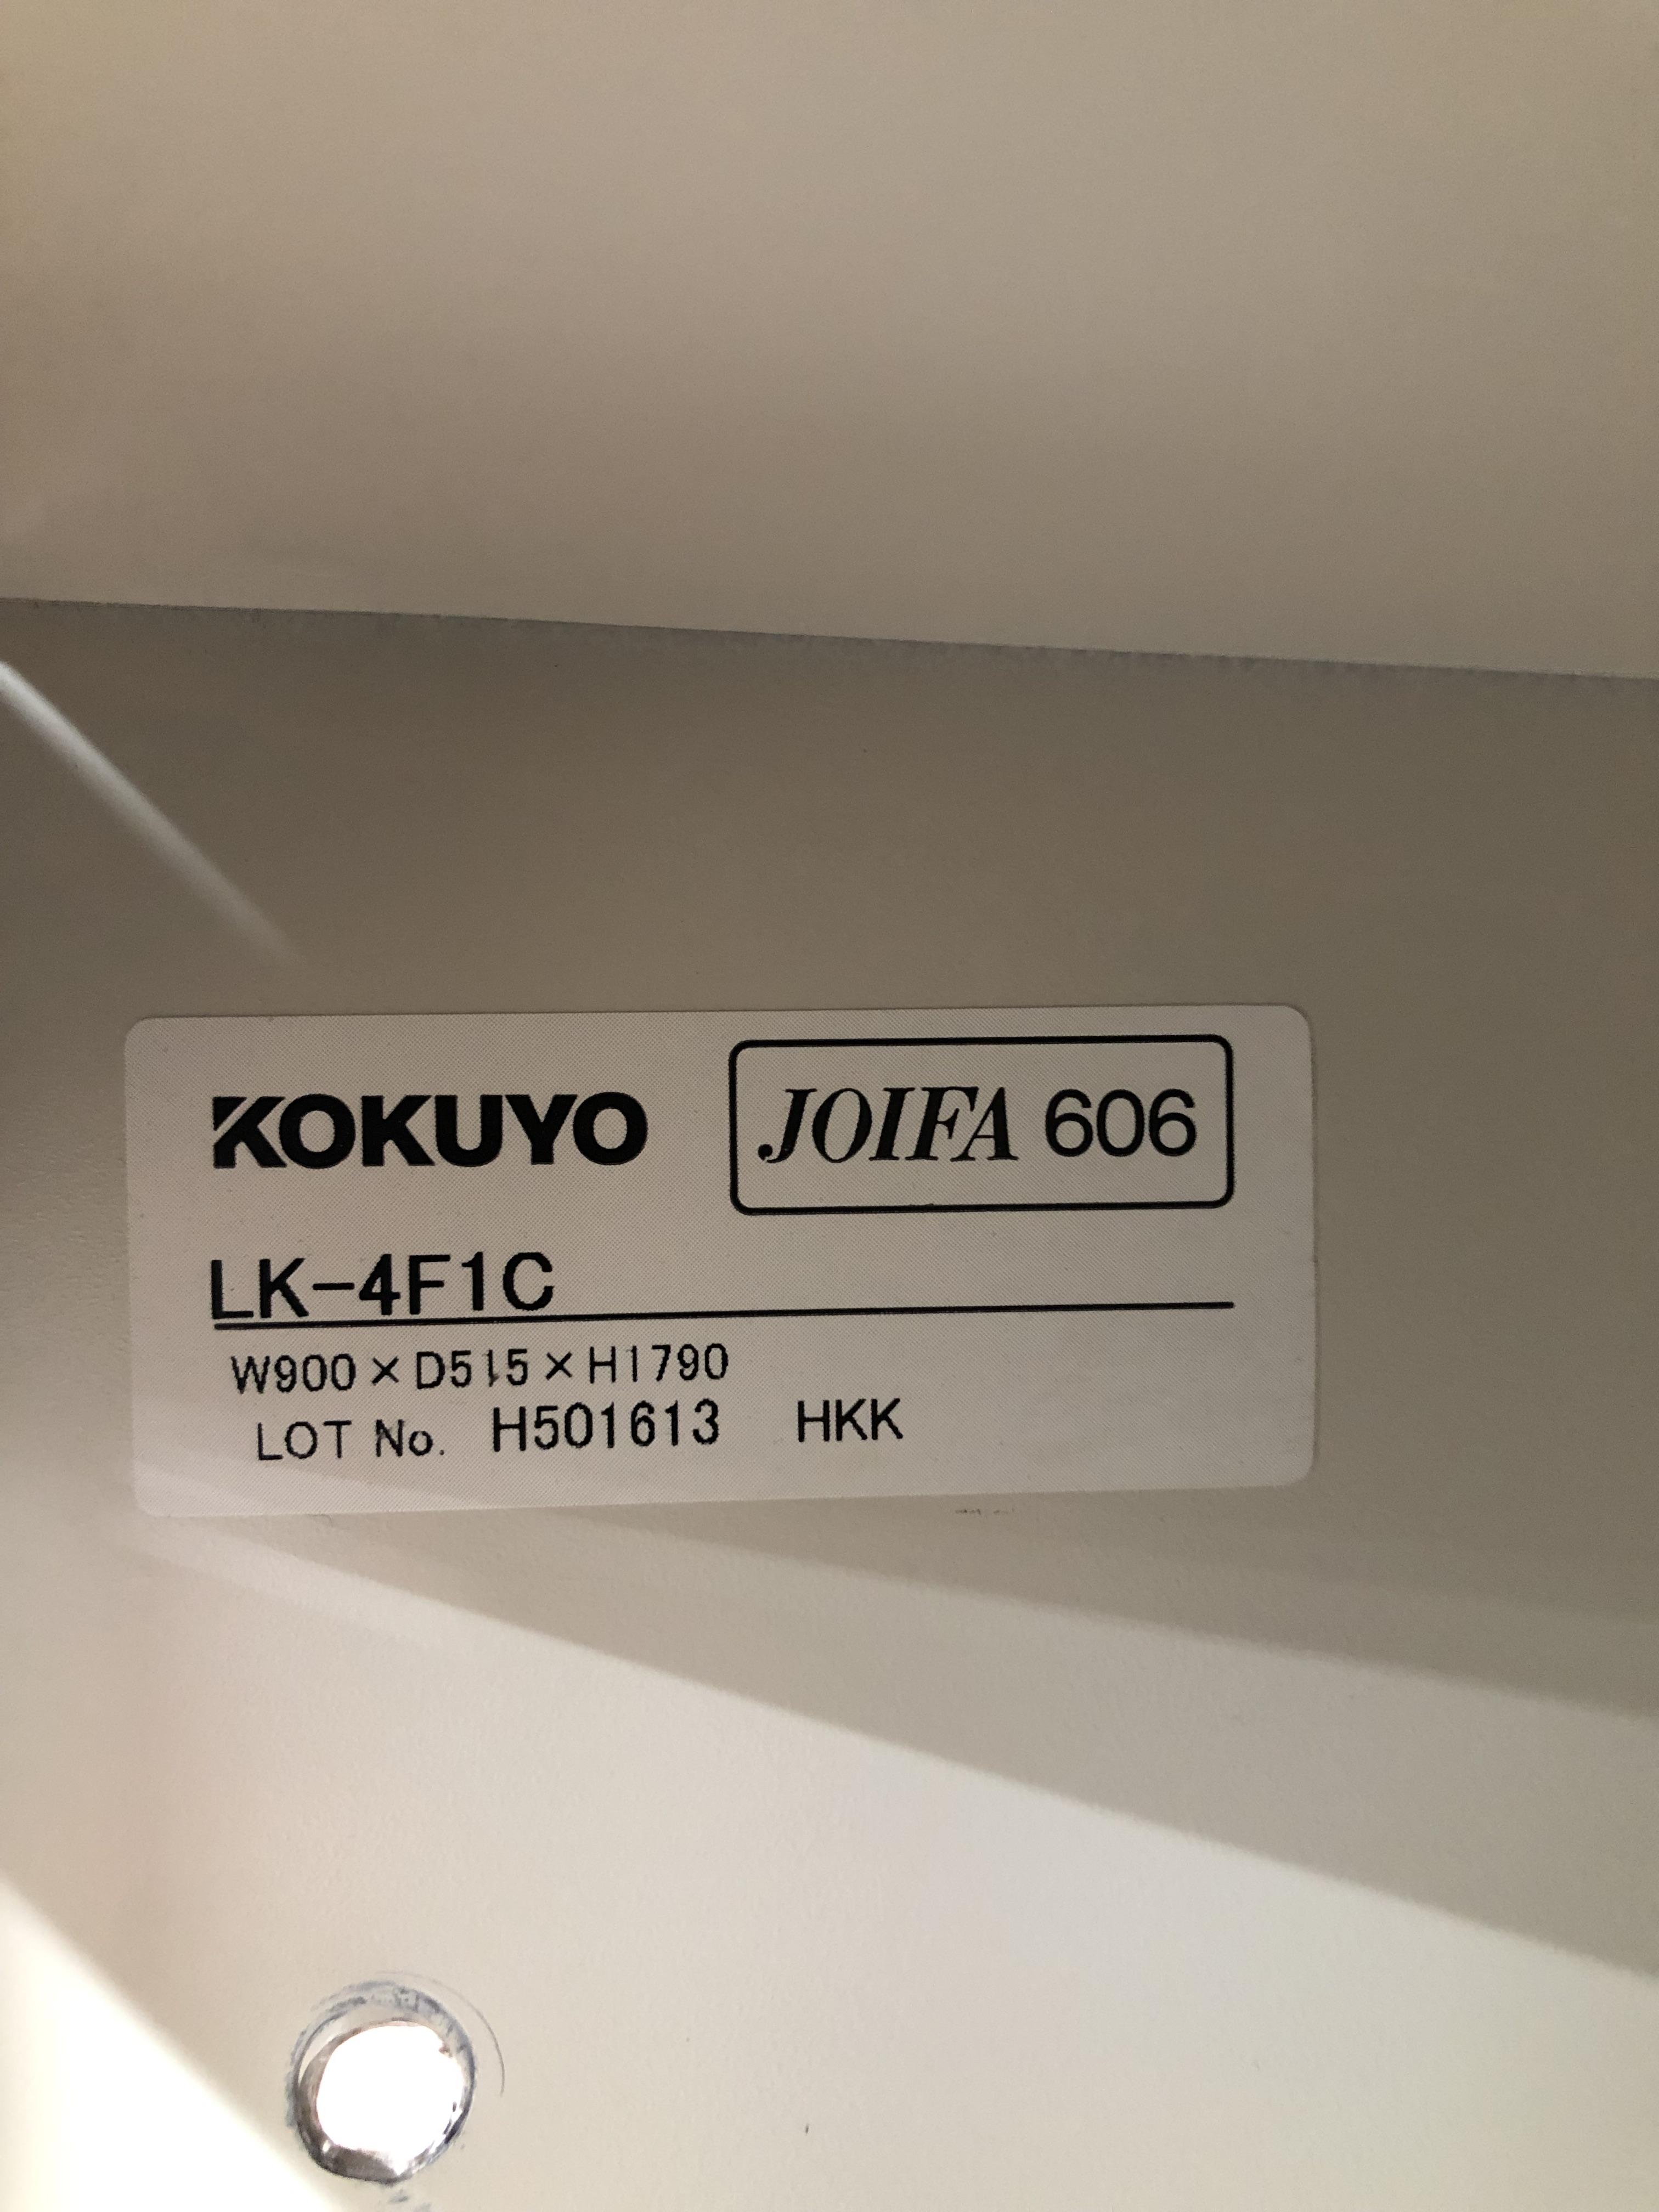 KOKUYO JOIFA 606
LK-4F1C
W900×D515×H1790
LOT No. H501613 HKK